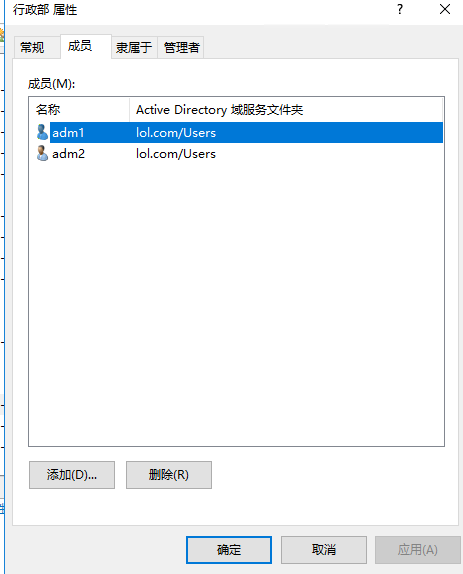 行政部 属性
?
常规 成员 隶属于 管理者
成员(M):
名称 Active Directory 域服务文件夹
adm1 lol.com/Users
adm2 lol.com/Users
添加(D)... 删除(R)
确定 取消 应用(A)